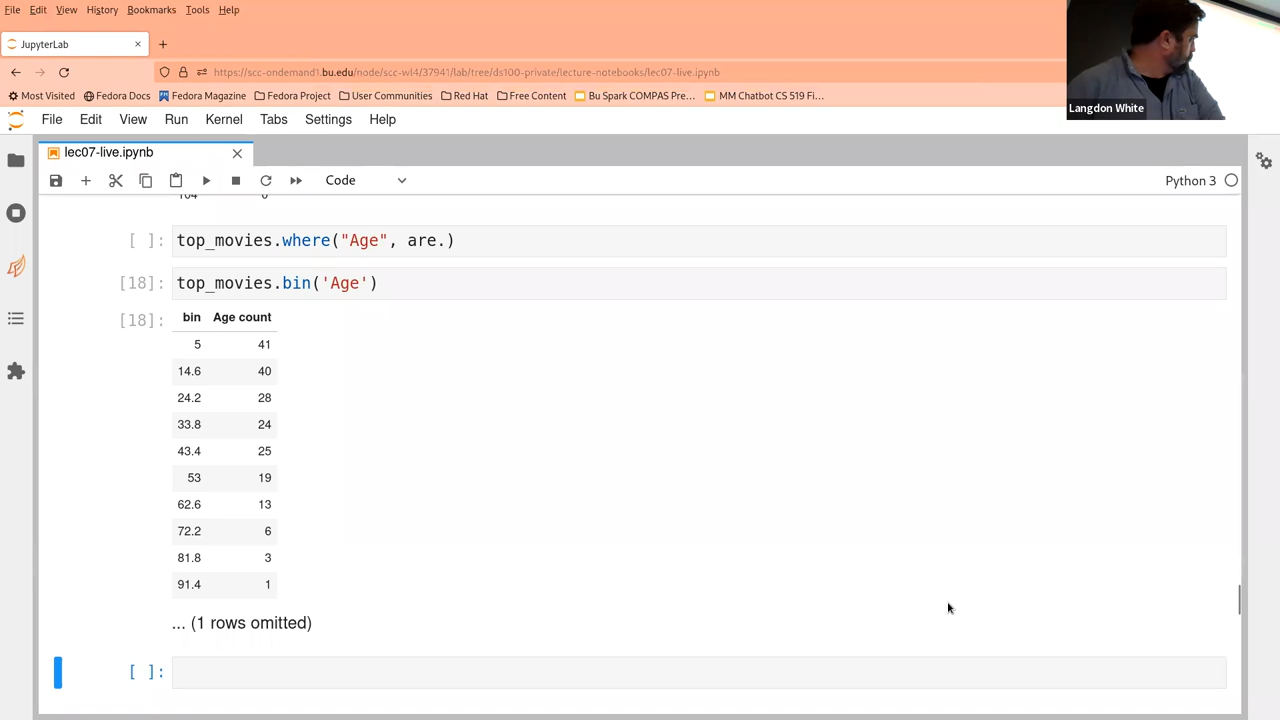 File Edit View History Bookmarks Tools Help
JupyterLab
https://scc-ondemand1.bu.edu/node/scc-wl4/37941/lab/tree/ds100-private/lecture-notebooks/lec07-live.ipynb
Most Visited Fedora Docs Fedora Magazine Fedora Project User Communities Red Hat Free Content Bu Spark COMPAS Pre... MM Chatbot CS 519 Fi...
Langdon White
File Edit View Run Kernel Tabs Settings Help
lec07-live.ipynb
Code Python 3
104 0
[ ]: top_movies.where("Age", are.)
[18]: top_movies.bin('Age')
[18]: bin Age count
5 41
14.6 40
24.2 28
33.8 24
43.4 25
53 19
62.6 13
72.2 6
81.8 3
91.4 1
... (1 rows omitted)
[ ]: